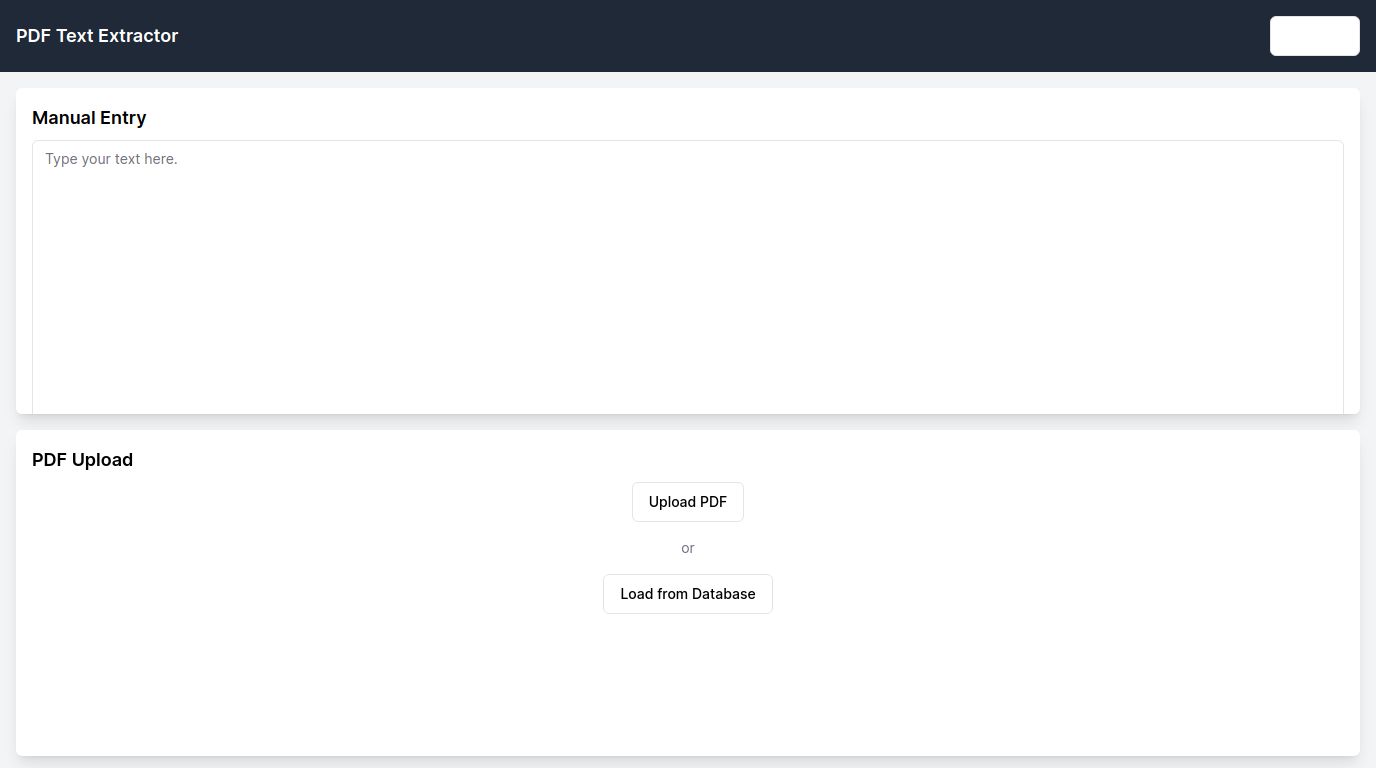 PDF Text Extractor
Manual Entry
Type your text here.
PDF Upload
Upload PDF
or
Load from Database